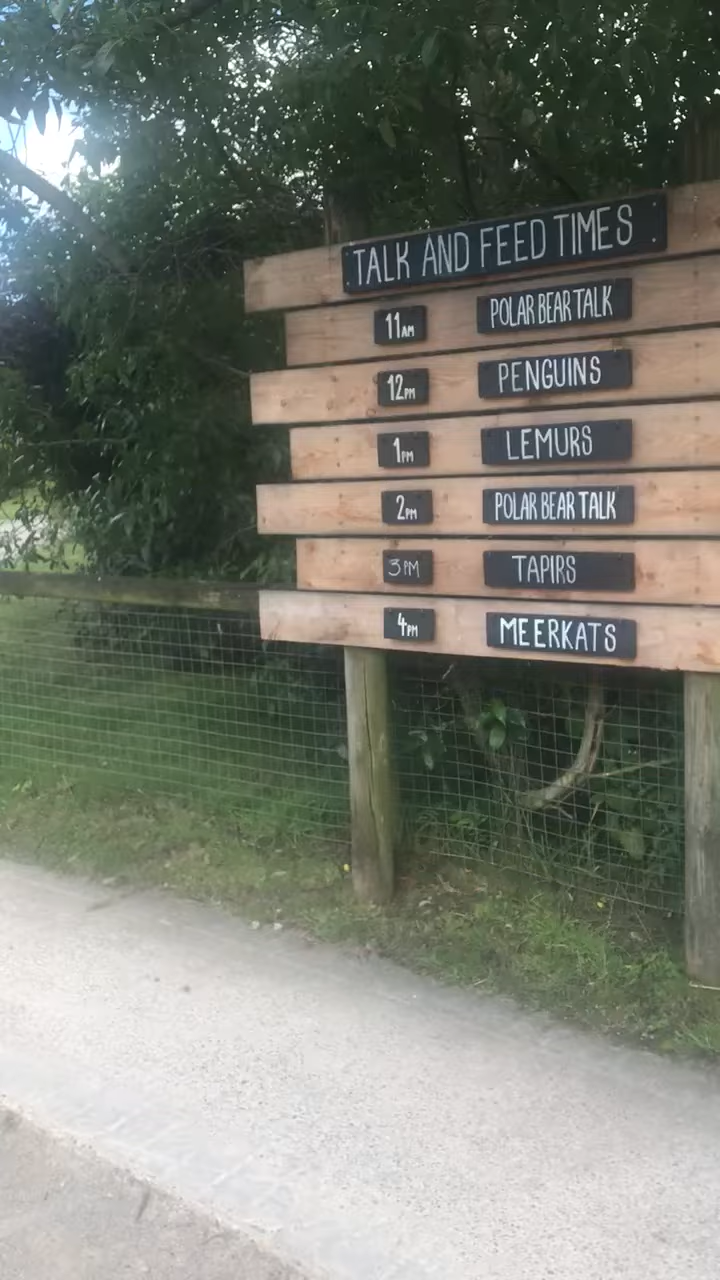 TALK AND FEED TIMES
11AM POLAR BEAR TALK
12PM PENGUINS
1PM LEMURS
2PM POLAR BEAR TALK
3PM TAPIRS
4PM MEERKATS